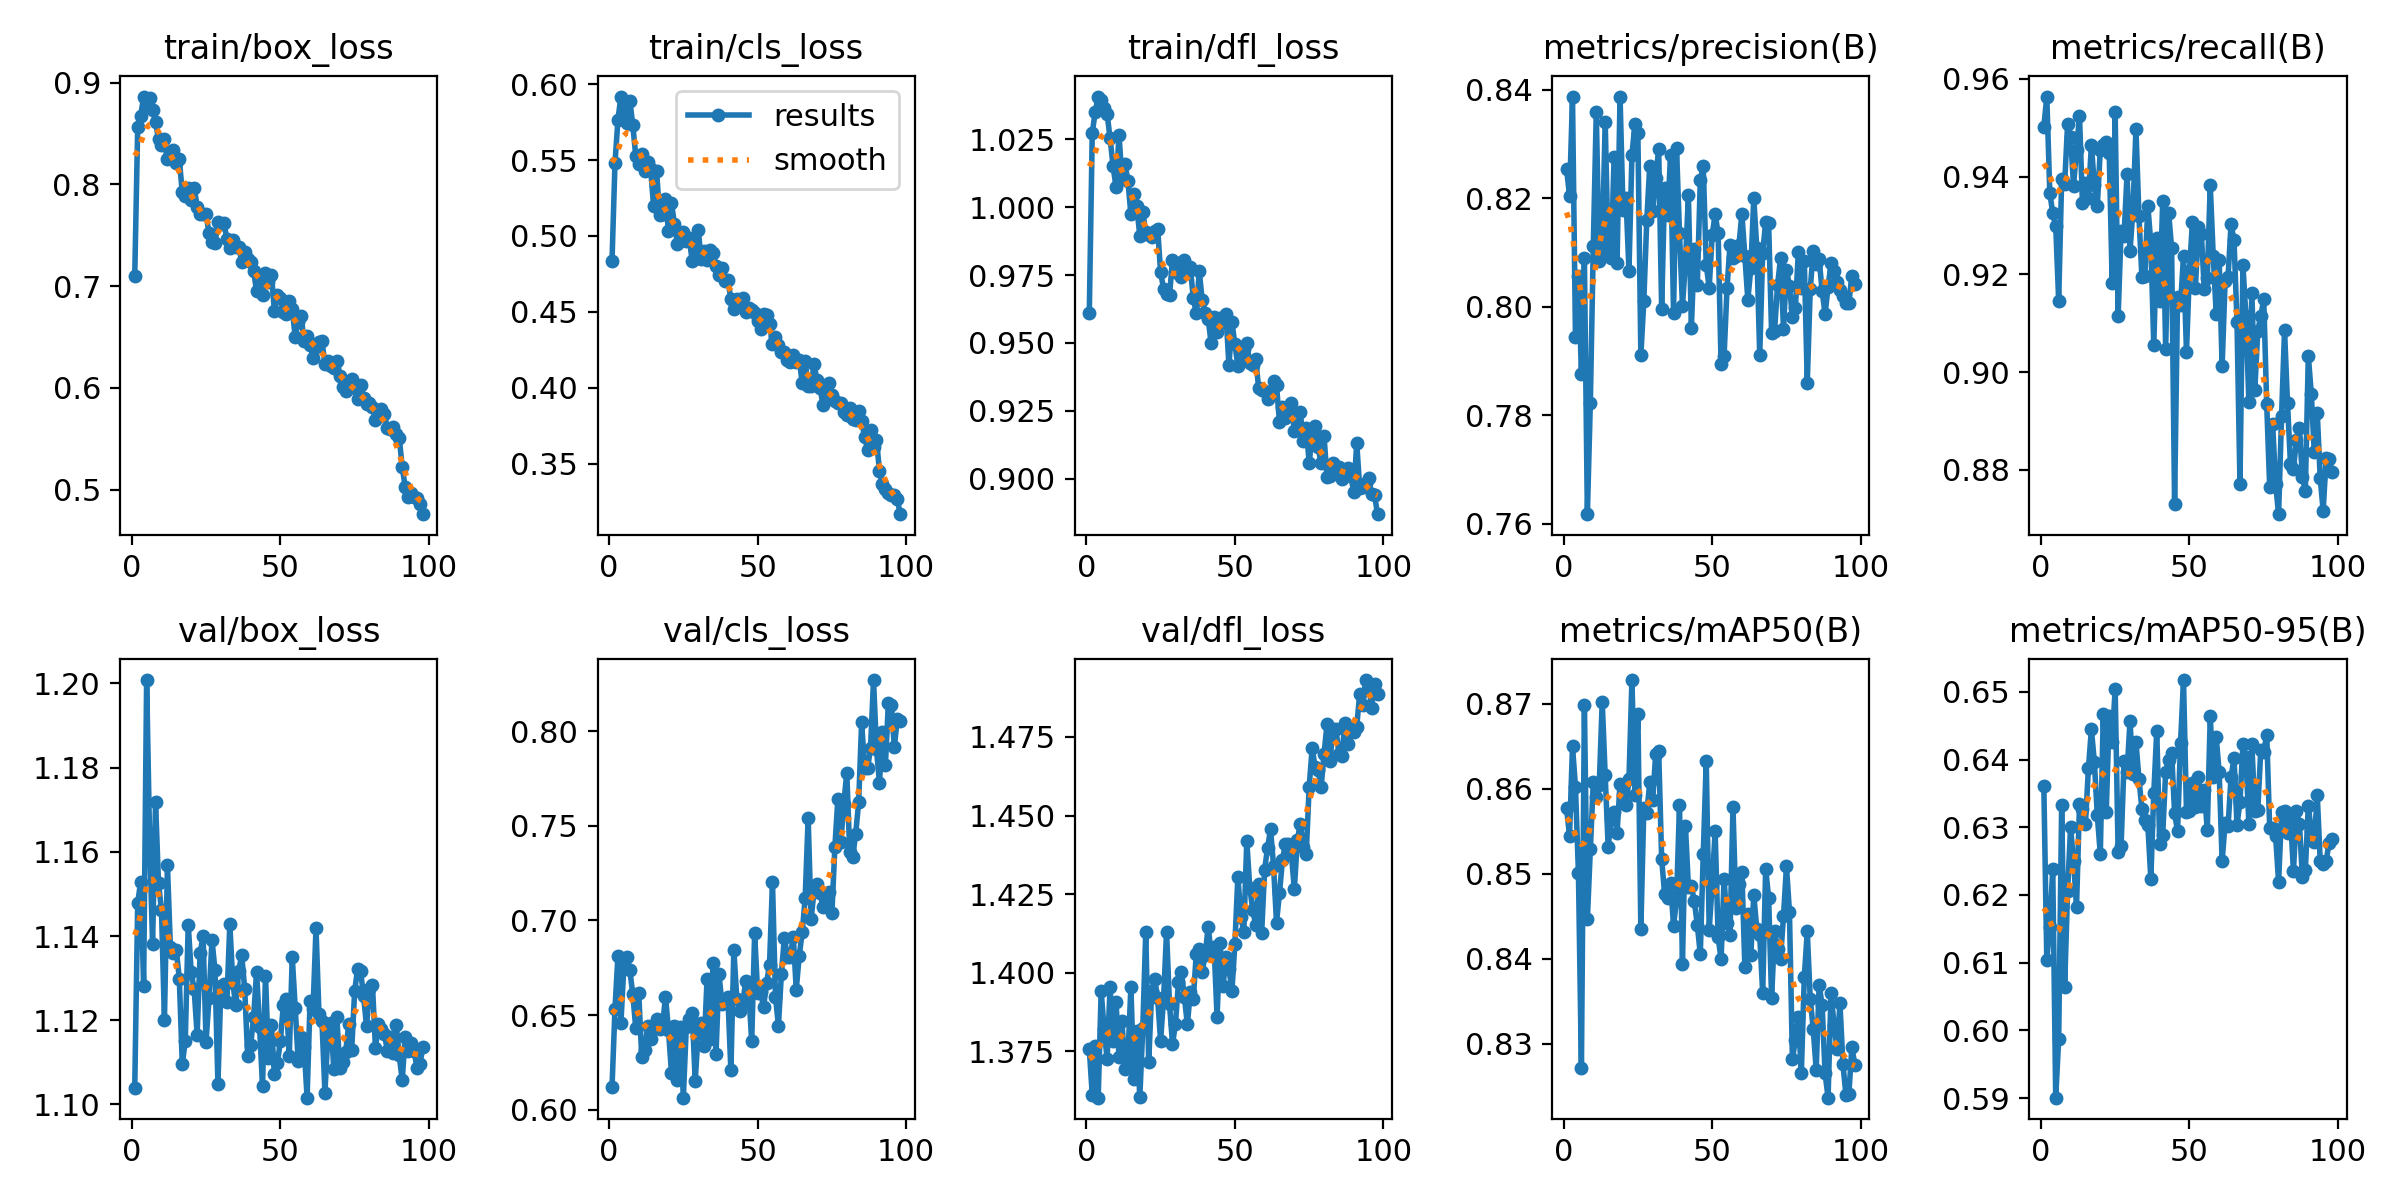 train/box_loss
train/cls_loss
train/dfl_loss
metrics/precision(B)
metrics/recall(B)
0.9
0.8
0.7
0.6
0.5
0 50 100
0.60
0.55
0.50
0.45
0.40
0.35
results
smooth
0 50 100
1.025
1.000
0.975
0.950
0.925
0.900
0 50 100
0.84
0.82
0.80
0.78
0.76
0 50 100
0.96
0.94
0.92
0.90
0.88
0 50 100
val/box_loss
val/cls_loss
val/dfl_loss
metrics/mAP50(B)
metrics/mAP50-95(B)
1.20
1.18
1.16
1.14
1.12
1.10
0 50 100
0.80
0.75
0.70
0.65
0.60
0 50 100
1.475
1.450
1.425
1.400
1.375
0 50 100
0.87
0.86
0.85
0.84
0.83
0 50 100
0.65
0.64
0.63
0.62
0.61
0.60
0.59
0 50 100